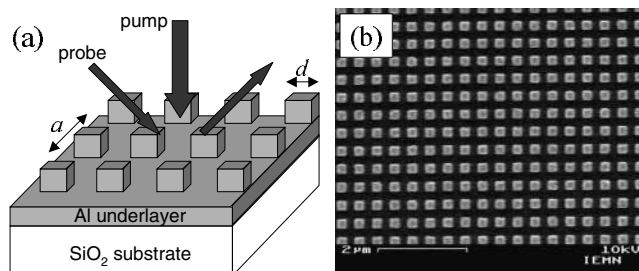 (a)
pump
probe
d
a
Al underlayer
SiO₂ substrate
(b)
2µm
10kV
IEMN